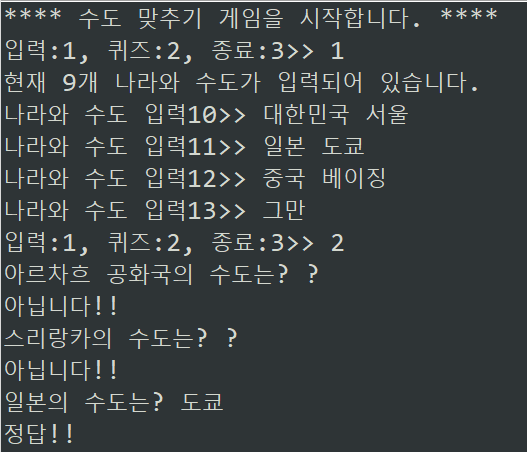 **** 수도 맞추기 게임을 시작합니다. ****
입력:1, 퀴즈:2, 종료:3>> 1
현재 9개 나라와 수도가 입력되어 있습니다.
나라와 수도 입력10>> 대한민국 서울
나라와 수도 입력11>> 일본 도쿄
나라와 수도 입력12>> 중국 베이징
나라와 수도 입력13>> 그만
입력:1, 퀴즈:2, 종료:3>> 2
아르차흐 공화국의 수도는? ?
아닙니다!!
스리랑카의 수도는? ?
아닙니다!!
일본의 수도는? 도쿄
정답!!